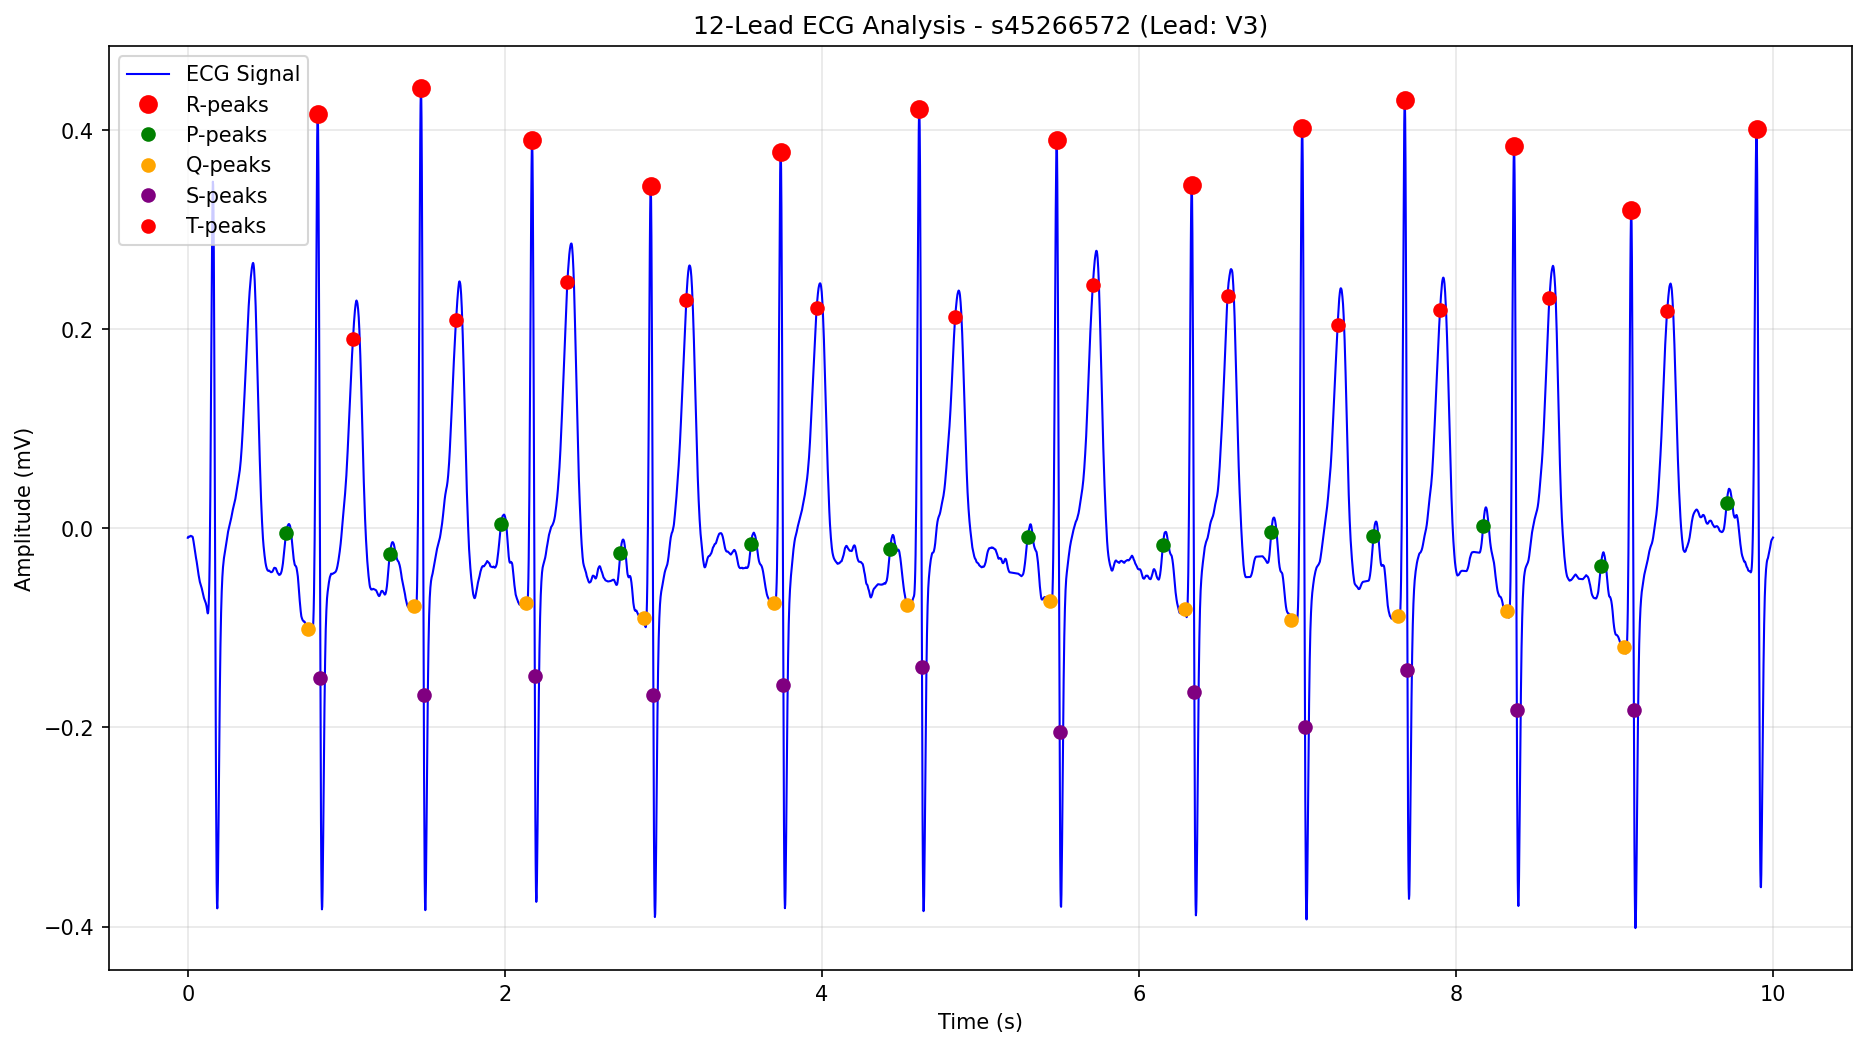 12-Lead ECG Analysis - s45266572 (Lead: V3)
ECG Signal
R-peaks
P-peaks
Q-peaks
S-peaks
T-peaks
Amplitude (mV)
0.4
0.2
0.0
−0.2
−0.4
0
2
4
6
8
10
Time (s)